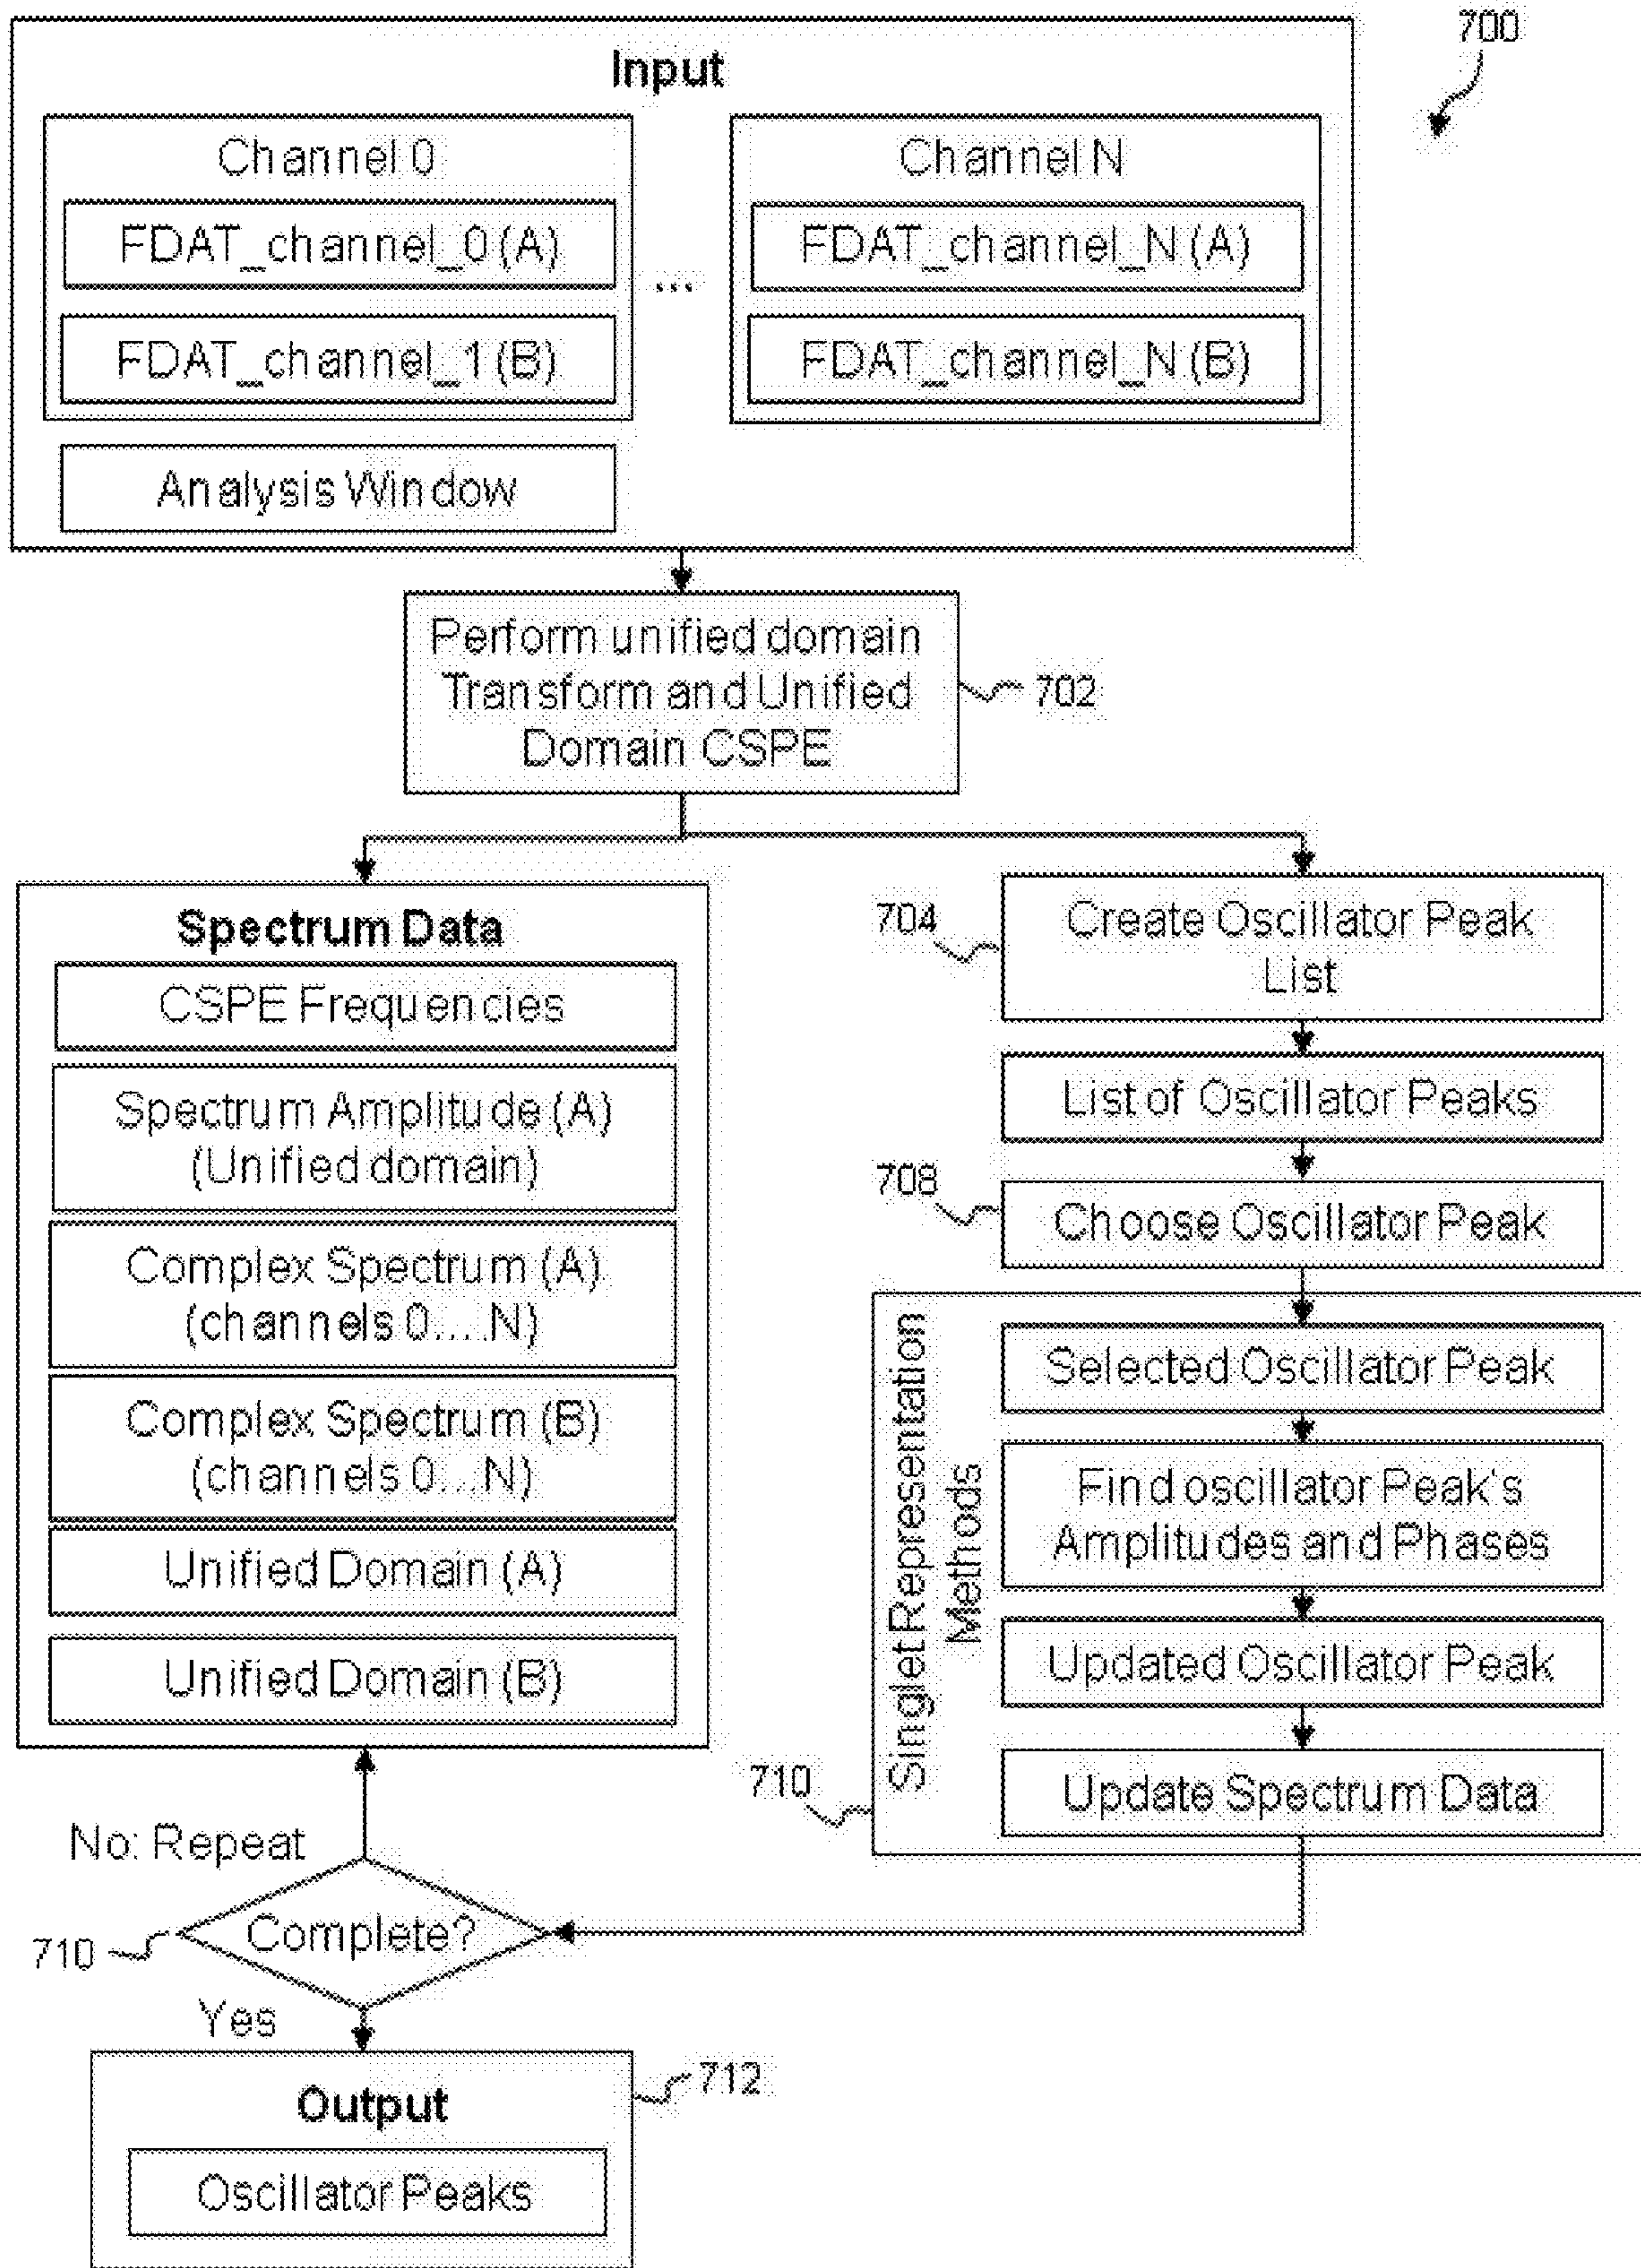 700
Input
Channel 0
FDAT_channel_0 (A)
FDAT_channel_1 (B)
...
Channel N
FDAT_channel_N (A)
FDAT_channel_N (B)
Analysis Window
Perform unified domain
Transform and Unified
Domain CSPE
702
Spectrum Data
CSPE Frequencies
Spectrum Amplitude (A)
(Unified domain)
Complex Spectrum (A)
(channels 0....N)
Complex Spectrum (B)
(channels 0...N)
Unified Domain (A)
Unified Domain (B)
704
Create Oscillator Peak
List
List of Oscillator Peaks
708
Choose Oscillator Peak
Singlet Representation
Methods
Selected Oscillator Peak
Find oscillator Peak's
Amplitudes and Phases
Updated Oscillator Peak
Update Spectrum Data
710
No: Repeat
Complete?
710
Yes
712
Output
Oscillator Peaks